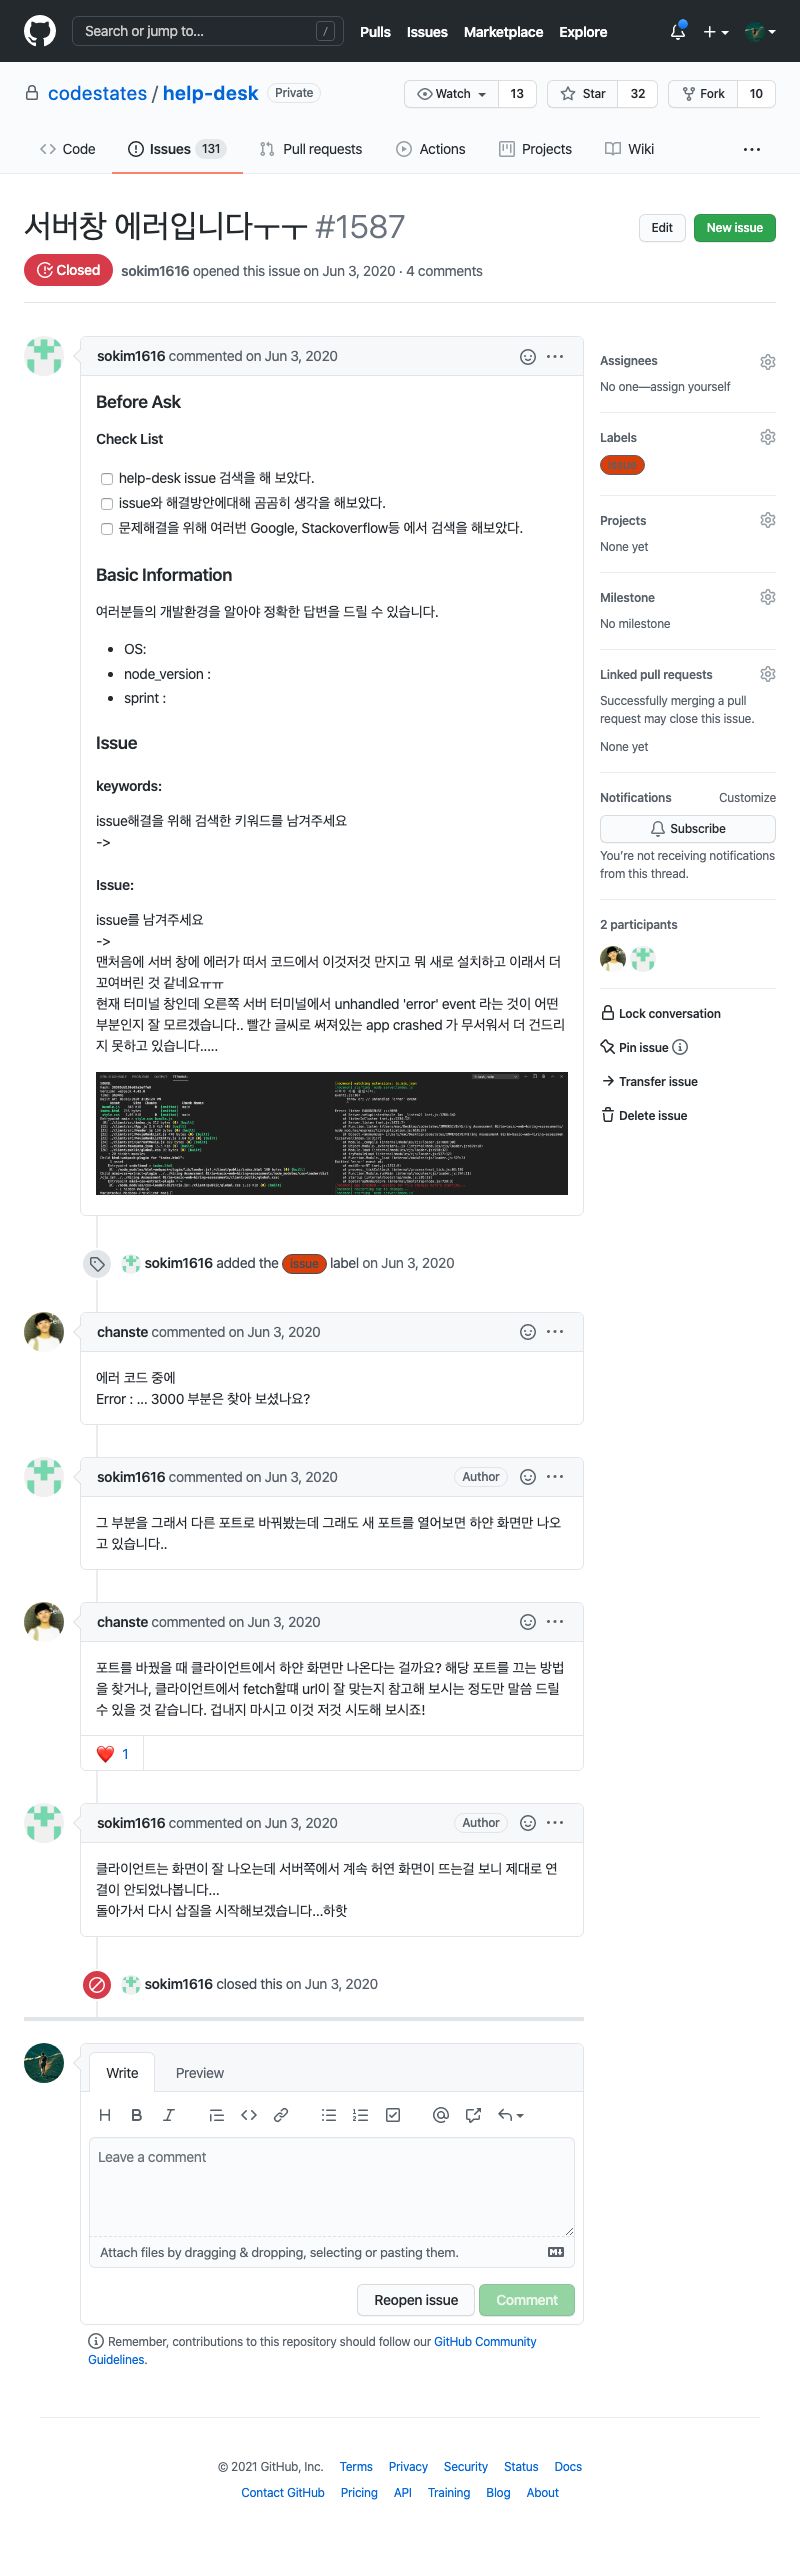 Search or jump to...
/
Pulls Issues Marketplace Explore
codestates / help-desk Private
Watch 13
Star 32
Fork 10
Code
Issues 131
Pull requests
Actions
Projects
Wiki
서버창 에러입니다ㅜㅜ #1587
Edit
New issue
Closed
sokim1616 opened this issue on Jun 3, 2020 · 4 comments
sokim1616 commented on Jun 3, 2020
Before Ask
Check List
help-desk issue 검색을 해 보았다.
issue와 해결방안에대해 곰곰히 생각을 해보았다.
문제해결을 위해 여러번 Google, Stackoverflow등 에서 검색을 해보았다.
Basic Information
여러분들의 개발환경을 알아야 정확한 답변을 드릴 수 있습니다.
• OS:
• node_version :
• sprint :
Issue
keywords:
issue해결을 위해 검색한 키워드를 남겨주세요
->
Issue:
issue를 남겨주세요
->
맨처음에 서버 창에 에러가 떠서 코드에서 이것저것 만지고 뭐 새로 설치하고 이래서 더
꼬여버린 것 같네요ㅠㅠ
현재 터미널 창인데 오른쪽 서버 터미널에서 unhandled 'error' event 라는 것이 어떤
부분인지 잘 모르겠습니다.. 빨간 글씨로 써져있는 app crashed 가 무서워서 더 건드리
지 못하고 있습니다.....
sokim1616 added the issue label on Jun 3, 2020
chanste commented on Jun 3, 2020
에러 코드 중에
Error : ... 3000 부분은 찾아 보셨나요?
sokim1616 commented on Jun 3, 2020
Author
그 부분을 그래서 다른 포트로 바꿔봤는데 그래도 새 포트를 열어보면 하얀 화면만 나오
고 있습니다..
chanste commented on Jun 3, 2020
포트를 바꿨을 때 클라이언트에서 하얀 화면만 나온다는 걸까요? 해당 포트를 끄는 방법
을 찾거나, 클라이언트에서 fetch할떄 url이 잘 맞는지 참고해 보시는 정도만 말씀 드릴
수 있을 것 같습니다. 겁내지 마시고 이것 저것 시도해 보시죠!
❤️ 1
sokim1616 commented on Jun 3, 2020
Author
클라이언트는 화면이 잘 나오는데 서버쪽에서 계속 허연 화면이 뜨는걸 보니 제대로 연
결이 안되었나봅니다...
돌아가서 다시 삽질을 시작해보겠습니다...하핫
sokim1616 closed this on Jun 3, 2020
Assignees
No one—assign yourself
Labels
issue
Projects
None yet
Milestone
No milestone
Linked pull requests
Successfully merging a pull
request may close this issue.
None yet
Notifications
Customize
Subscribe
You're not receiving notifications
from this thread.
2 participants
Lock conversation
Pin issue
Transfer issue
Delete issue
Write
Preview
Leave a comment
Attach files by dragging & dropping, selecting or pasting them.
Reopen issue
Comment
Remember, contributions to this repository should follow our GitHub Community
Guidelines.
© 2021 GitHub, Inc. Terms Privacy Security Status Docs
Contact GitHub Pricing API Training Blog About